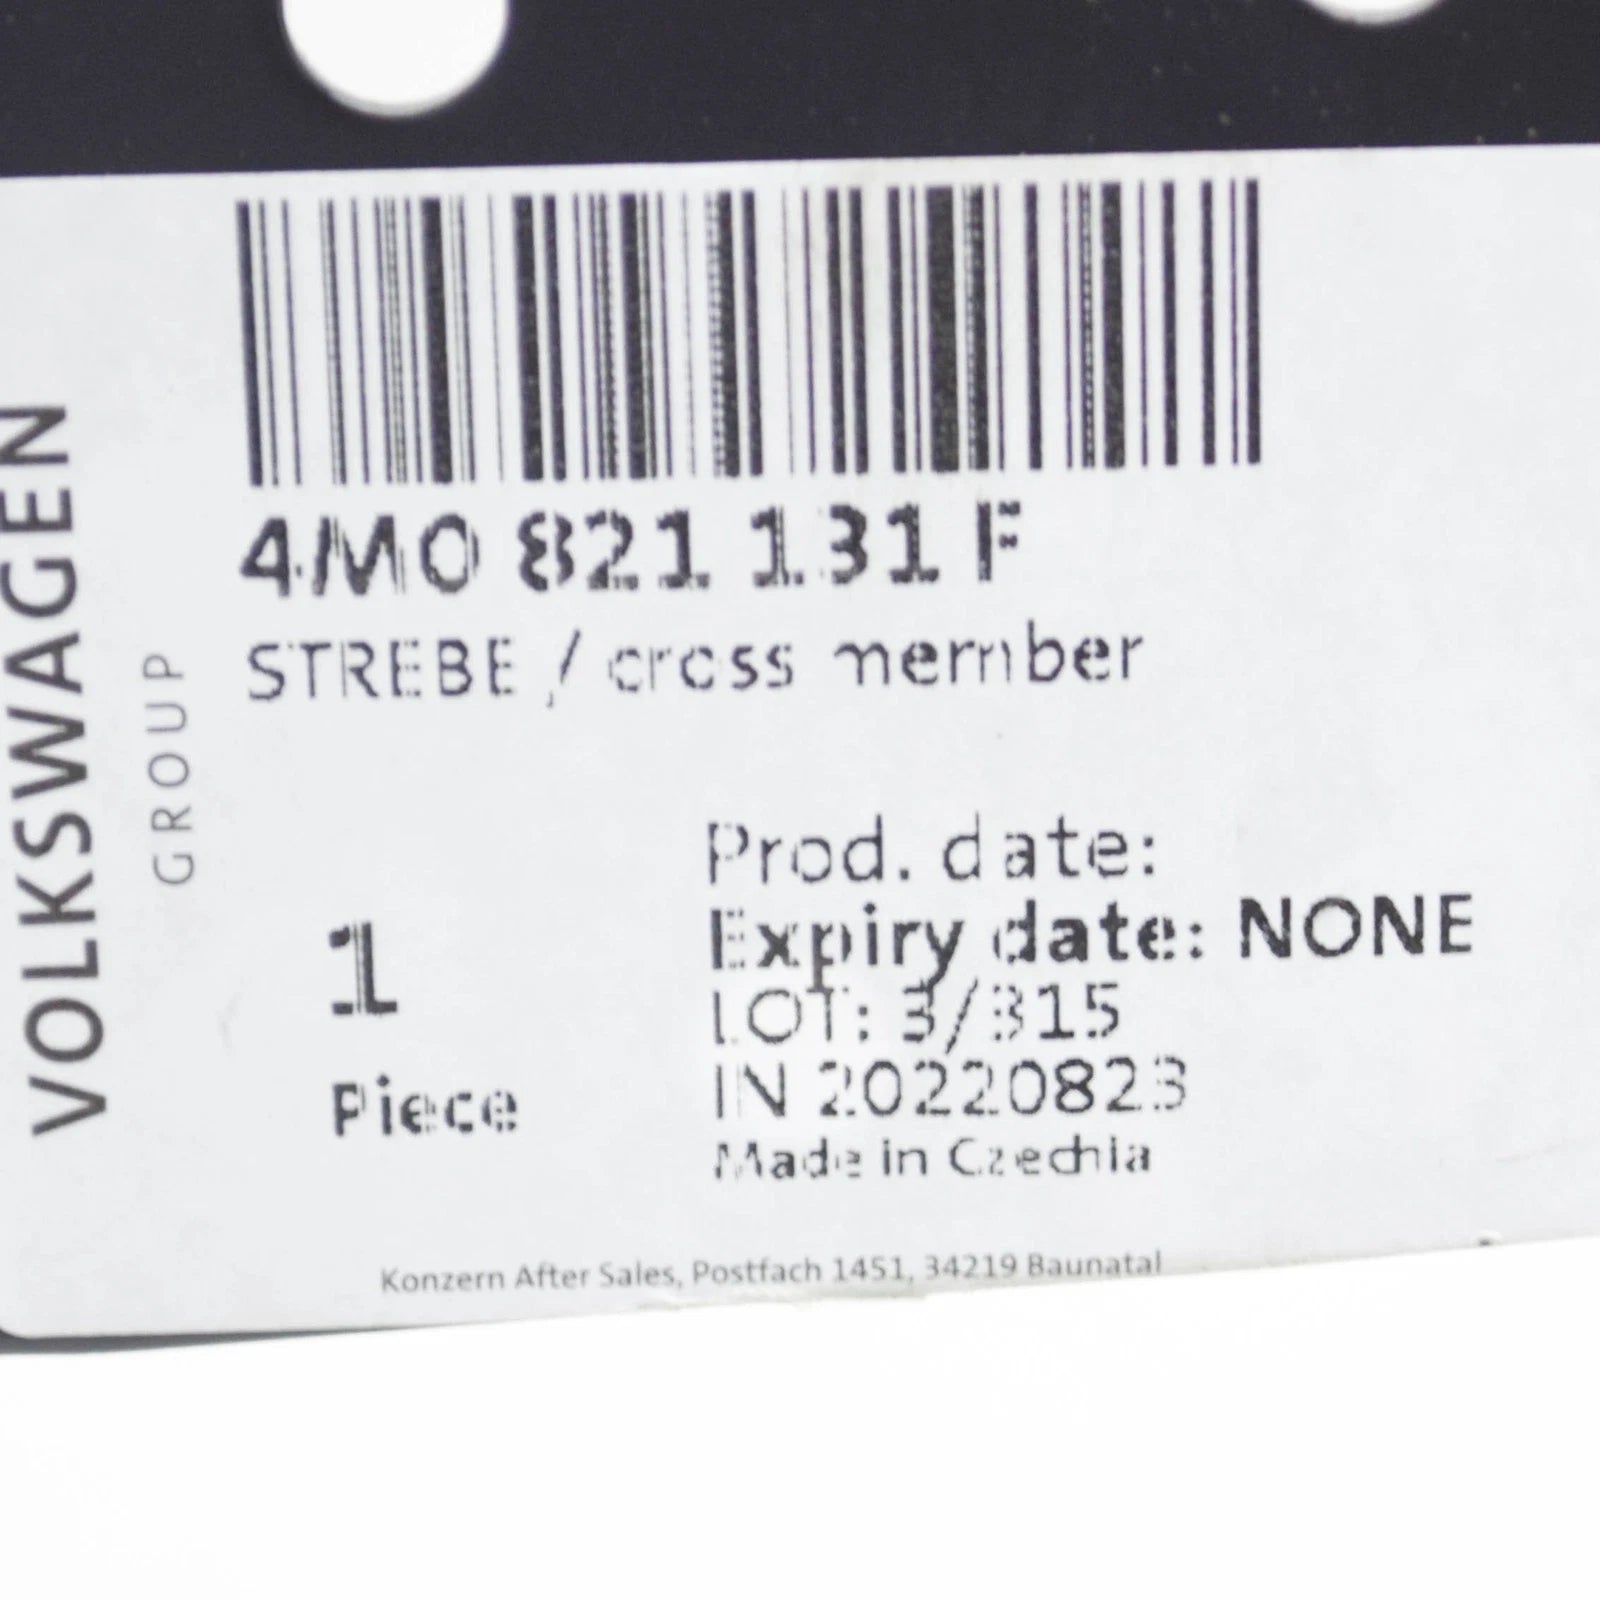 VOLKSWAGEN
GROUP
4M0 821 131 F
STREBE / cross member
1
Piece
Prod. date:
Expiry date: NONE
LOT: 3/315
IN 20220823
Made in Czechia
Konzern After Sales, Postfach 1451, 34219 Baunatal